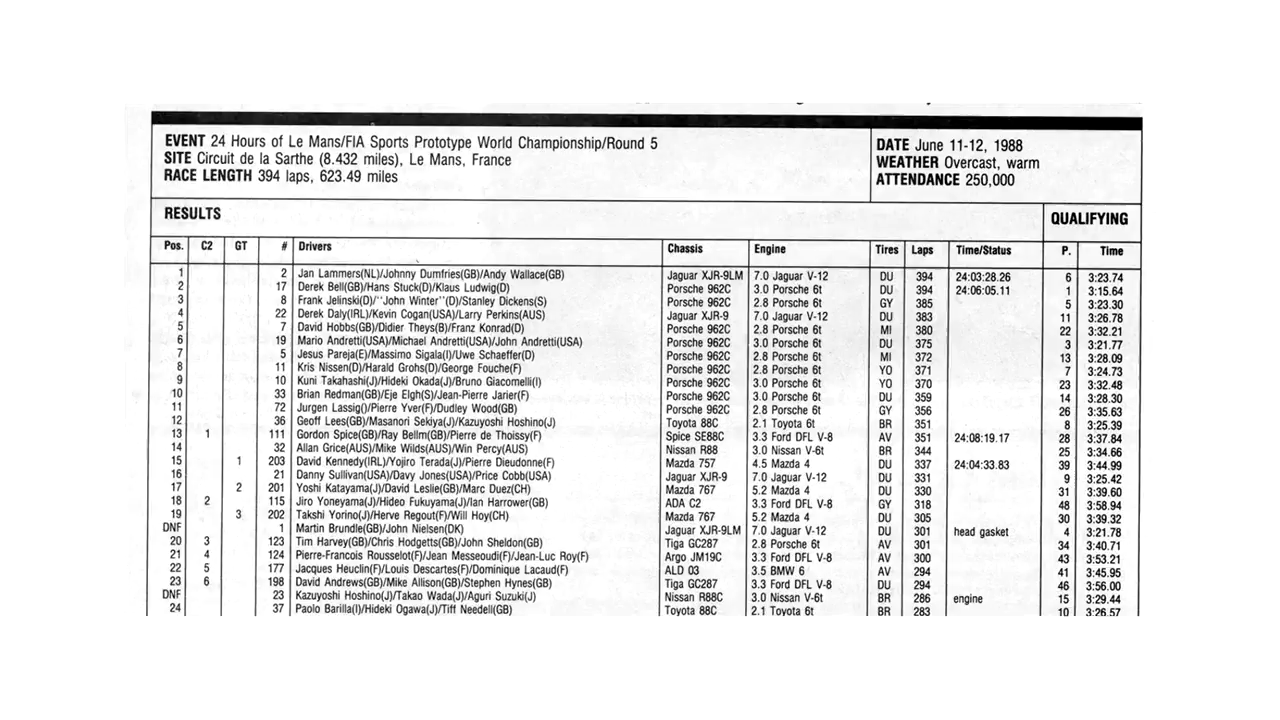 EVENT 24 Hours of Le Mans/FIA Sports Prototype World Championship/Round 5
SITE Circuit de la Sarthe (8.432 miles), Le Mans, France
RACE LENGTH 394 laps, 623.49 miles
DATE June 11-12, 1988
WEATHER Overcast, warm
ATTENDANCE 250,000
RESULTS QUALIFYING
Pos. C2 GT # Drivers Chassis Engine Tires Laps Time/Status P. Time
1 2 Jan Lammers(NL)/Johnny Dumfries(GB)/Andy Wallace(GB) Jaguar XJR-9LM 7.0 Jaguar V-12 DU 394 24:03:28.26 6 3:23.74
2 17 Derek Bell(GB)/Hans Stuck(D)/Klaus Ludwig(D) Porsche 962C 3.0 Porsche 6t DU 394 24:06:05.11 1 3:15.64
3 8 Frank Jelinski(D)/"John Winter"(D)/Stanley Dickens(S) Porsche 962C 2.8 Porsche 6t GY 385 5 3:23.30
4 22 Derek Daly(IRL)/Kevin Cogan(USA)/Larry Perkins(AUS) Jaguar XJR-9 7.0 Jaguar V-12 DU 383 11 3:26.78
5 7 David Hobbs(GB)/Didier Theys(B)/Franz Konrad(D) Porsche 962C 2.8 Porsche 6t MI 380 22 3:32.21
6 19 Mario Andretti(USA)/Michael Andretti(USA)/John Andretti(USA) Porsche 962C 3.0 Porsche 6t DU 375 3 3:21.77
7 5 Jesus Pareja(E)/Massimo Sigala(I)/Uwe Schaeffer(D) Porsche 962C 2.8 Porsche 6t MI 372 13 3:28.09
8 11 Kris Nissen(D)/Harald Grohs(D)/George Fouche(F) Porsche 962C 2.8 Porsche 6t YO 371 7 3:24.73
9 10 Kuni Takahashi(J)/Hideki Okada(J)/Bruno Giacomelli(I) Porsche 962C 3.0 Porsche 6t YO 370 23 3:32.48
10 33 Brian Redman(GB)/Eje Elgh(S)/Jean-Pierre Jarier(F) Porsche 962C 3.0 Porsche 6t DU 359 14 3:28.30
11 72 Jurgen Lassig()/Pierre Yver(F)/Dudley Wood(GB) Porsche 962C 2.8 Porsche 6t GY 356 26 3:35.63
12 36 Geoff Lees(GB)/Masanori Sekiya(J)/Kazuyoshi Hoshino(J) Toyota 88C 2.1 Toyota 6t BR 351 8 3:25.39
13 1 111 Gordon Spice(GB)/Ray Bellm(GB)/Pierre de Thoissy(F) Spice SE88C 3.3 Ford DFL V-8 AV 351 24:08:19.17 28 3:37.84
14 32 Allan Grice(AUS)/Mike Wilds(AUS)/Win Percy(AUS) Nissan R88 3.0 Nissan V-6t BR 344 25 3:34.66
15 1 203 David Kennedy(IRL)/Yojiro Terada(J)/Pierre Dieudonne(F) Mazda 757 4.5 Mazda 4 DU 337 24:04:33.83 39 3:44.99
16 21 Danny Sullivan(USA)/Davy Jones(USA)/Price Cobb(USA) Jaguar XJR-9 7.0 Jaguar V-12 DU 331 9 3:25.42
17 2 201 Yoshi Katayama(J)/David Leslie(GB)/Marc Duez(CH) Mazda 767 5.2 Mazda 4 DU 330 31 3:39.60
18 2 115 Jiro Yoneyama(J)/Hideo Fukuyama(J)/Ian Harrower(GB) ADA C2 3.3 Ford DFL V-8 GY 318 48 3:58.94
19 3 202 Takshi Yorino(J)/Herve Regout(F)/Will Hoy(CH) Mazda 767 5.2 Mazda 4 DU 305 30 3:39.32
DNF 1 Martin Brundle(GB)/John Nielsen(DK) Jaguar XJR-9LM 7.0 Jaguar V-12 DU 301 head gasket 4 3:21.78
20 3 123 Tim Harvey(GB)/Chris Hodgetts(GB)/John Sheldon(GB) Tiga GC287 2.8 Porsche 6t AV 301 34 3:40.71
21 4 124 Pierre-Francois Rousselot(F)/Jean Messeoudi(F)/Jean-Luc Roy(F) Argo JM19C 3.3 Ford DFL V-8 AV 300 43 3:53.21
22 5 177 Jacques Heuclin(F)/Louis Descartes(F)/Dominique Lacaud(F) ALD 03 3.5 BMW 6 AV 294 41 3:45.95
23 6 198 David Andrews(GB)/Mike Allison(GB)/Stephen Hynes(GB) Tiga GC287 3.3 Ford DFL V-8 DU 294 46 3:56.00
DNF 23 Kazuyoshi Hoshino(J)/Takao Wada(J)/Aguri Suzuki(J) Nissan R88C 3.0 Nissan V-6t BR 286 engine 15 3:29.44
24 37 Paolo Barilla(I)/Hideki Ogawa(J)/Tiff Needell(GB) Toyota 88C 2.1 Toyota 6t BR 283 10 3:26.57